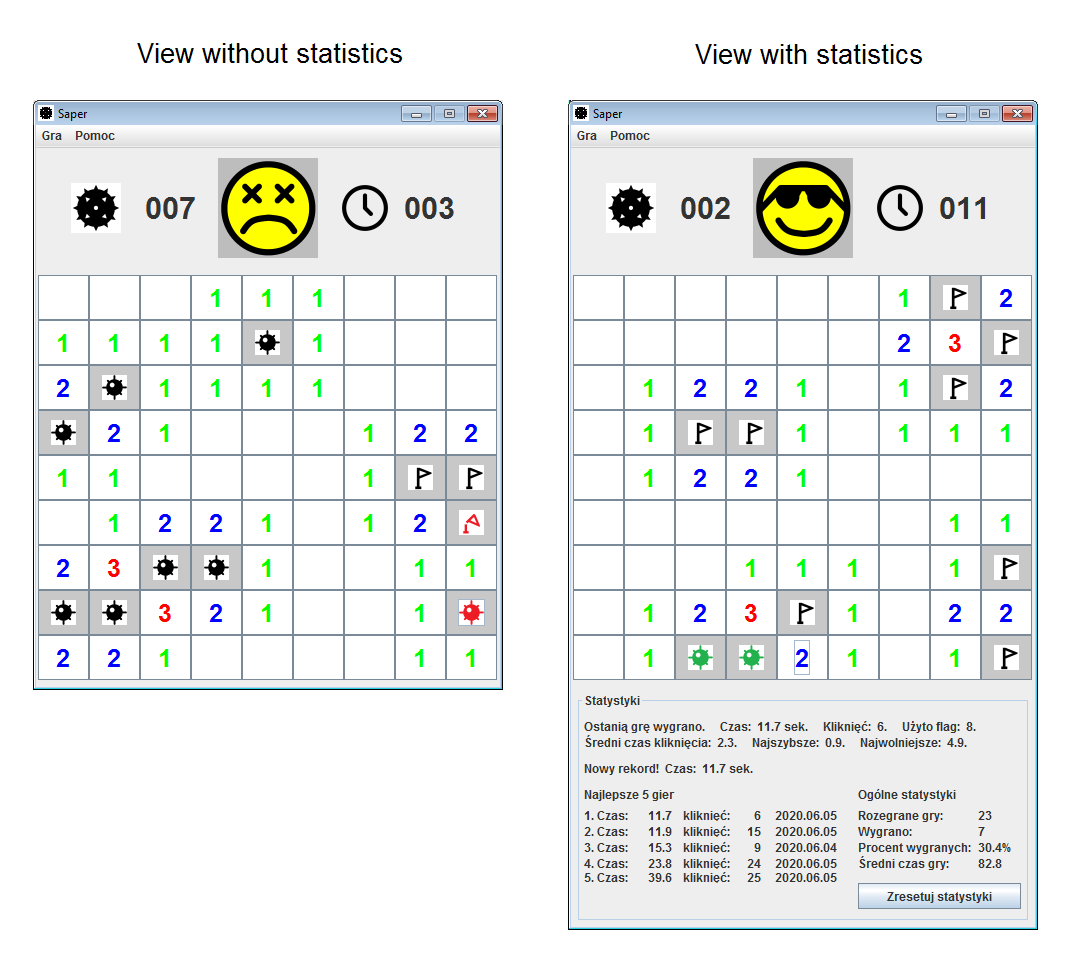 View without statistics
View with statistics
Saper
Gra Pomoc
007 003
1 1 1
1 1 1 1 1
2 1 1 1 1
2 1 1 2 2
1 1 1
1 2 2 1 1 2
2 3 1 1 1
3 2 1 1
2 2 1 1 1
Saper
Gra Pomoc
002 011
1 2
2 3
1 2 2 1 1 2
1 1 1 1 1
1 2 2 1
1 1
1 1 1 1
1 2 3 1 2 2
1 2 1 1
Statystyki
Ostanią grę wygrano. Czas: 11.7 sek. Kliknięć: 6. Użyto flag: 8.
Średni czas kliknięcia: 2.3. Najszybsze: 0.9. Najwolniejsze: 4.9.
Nowy rekord! Czas: 11.7 sek.
Najlepsze 5 gier
1. Czas: 11.7 kliknięć: 6 2020.06.05
2. Czas: 11.9 kliknięć: 15 2020.06.05
3. Czas: 15.3 kliknięć: 9 2020.06.04
4. Czas: 23.8 kliknięć: 24 2020.06.05
5. Czas: 39.6 kliknięć: 25 2020.06.05
Ogólne statystyki
Rozegrane gry: 23
Wygrano: 7
Procent wygranych: 30.4%
Średni czas gry: 82.8
Zresetuj statystyki